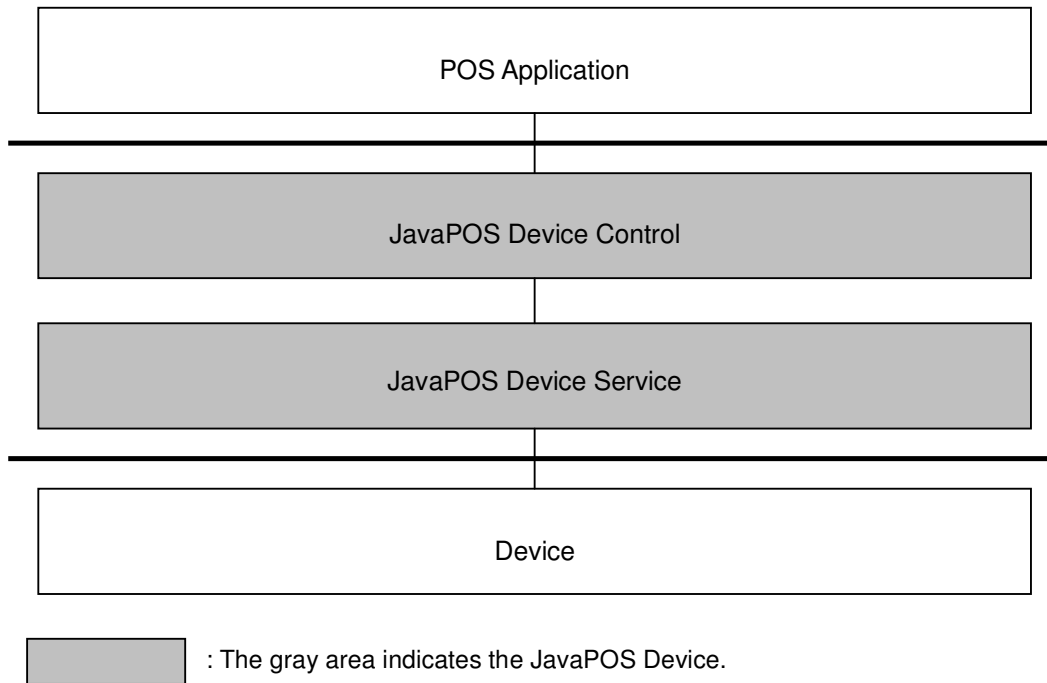 POS Application
JavaPOS Device Control
JavaPOS Device Service
Device
: The gray area indicates the JavaPOS Device.